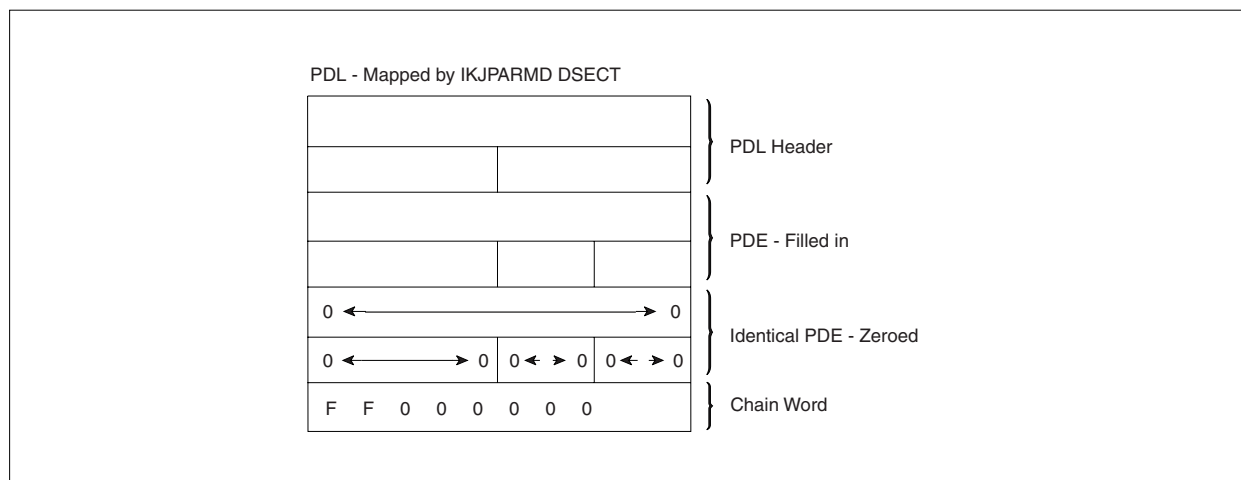 PDL - Mapped by IKJPARMD DSECT
PDL Header
PDE - Filled in
0 0
Identical PDE - Zeroed
0 0 0 0 0 0
F F 0 0 0 0 0 0
Chain Word